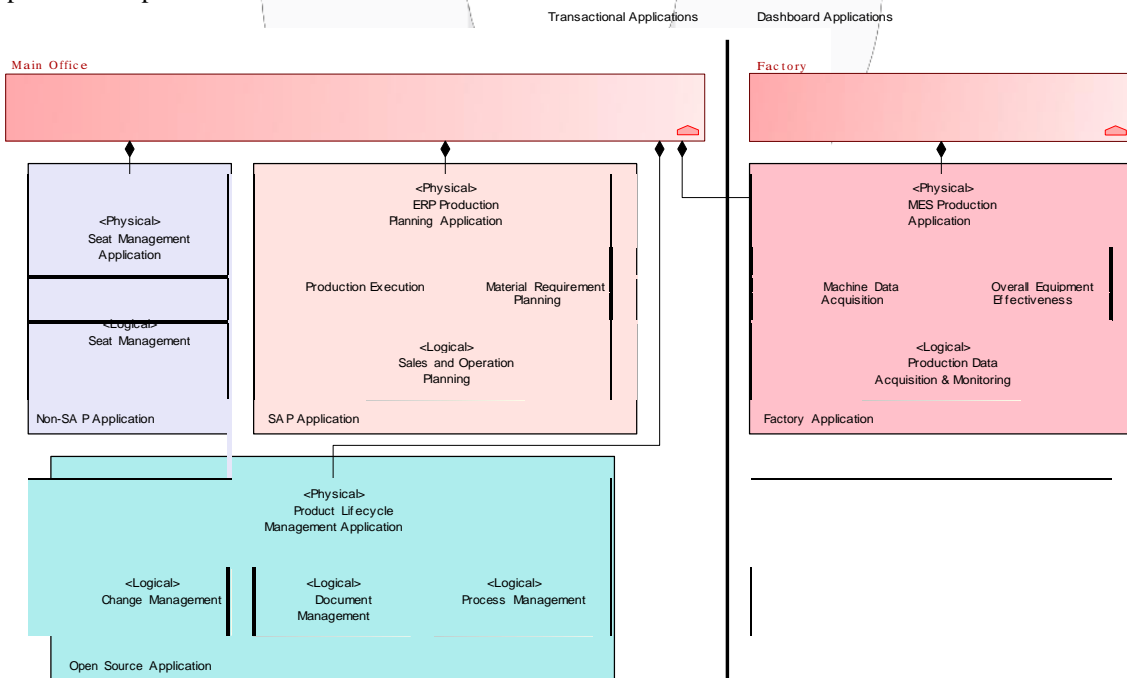 Transactional Applications
Dashboard Applications
Main Office
Factory
<Physical>
Seat Management
Application
<Logical>
Seat Management
Non-SA P Application
<Physical>
ERP Production
Planning Application
Production Execution
Material Requirement
Planning
<Logical>
Sales and Operation
Planning
SA P Application
<Physical>
MES Production
Application
Machine Data
Acquisition
Overall Equipment
Effectiveness
<Logical>
Production Data
Acquisition & Monitoring
Factory Application
<Physical>
Product Lifecycle
Management Application
<Logical>
Change Management
<Logical>
Document
Management
<Logical>
Process Management
Open Source Application